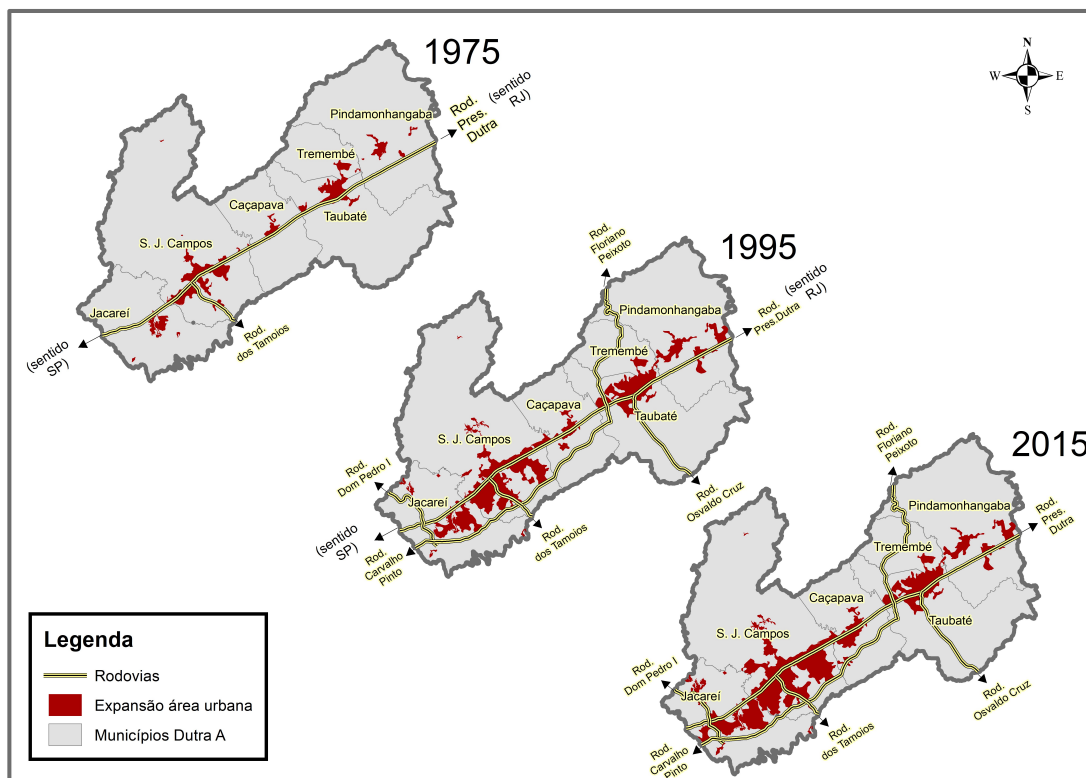 1975
N
W
E
S
Rod.
Pres.
Dutra
(sentido
RJ)
Pindamonhangaba
Tremembé
Taubaté
Caçapava
S. J. Campos
Jacareí
Rod.
dos Tamoios
(sentido
SP)
1995
Rod.
Floriano
Peixoto
(sentido
RJ)
Rod.
Pres.Dutra
Pindamonhangaba
Tremembé
Taubaté
Caçapava
S. J. Campos
Rod.
Dom Pedro I
Jacareí
Rod.
Osvaldo Cruz
Rod.
dos Tamoios
(sentido
SP)
Rod.
Carvalho
Pinto
2015
Rod.
Floriano
Peixoto
Rod.
Pres.
Dutra
Pindamonhangaba
Tremembé
Taubaté
Caçapava
S. J. Campos
Rod.
Dom Pedro I
Jacareí
Rod.
Osvaldo Cruz
Rod.
dos Tamoios
Rod.
Carvalho
Pinto
Legenda
Rodovias
Expansão área urbana
Municípios Dutra A